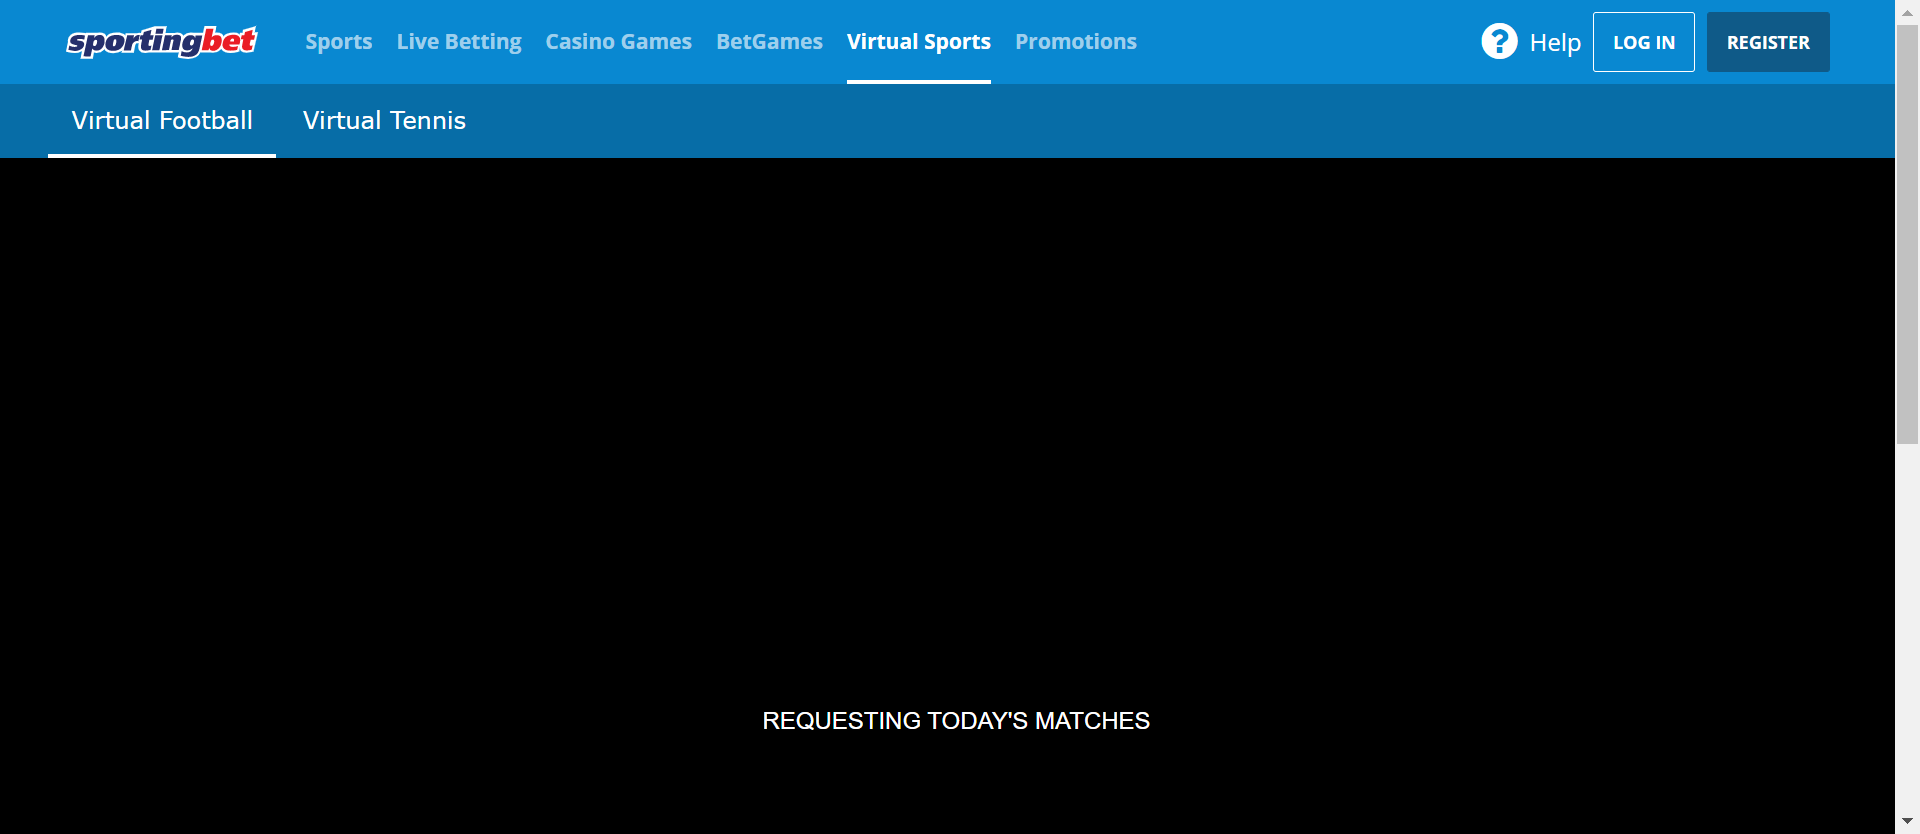 sportingbet Sports Live Betting Casino Games BetGames Virtual Sports Promotions ? Help LOG IN REGISTER
Virtual Football Virtual Tennis
REQUESTING TODAY'S MATCHES